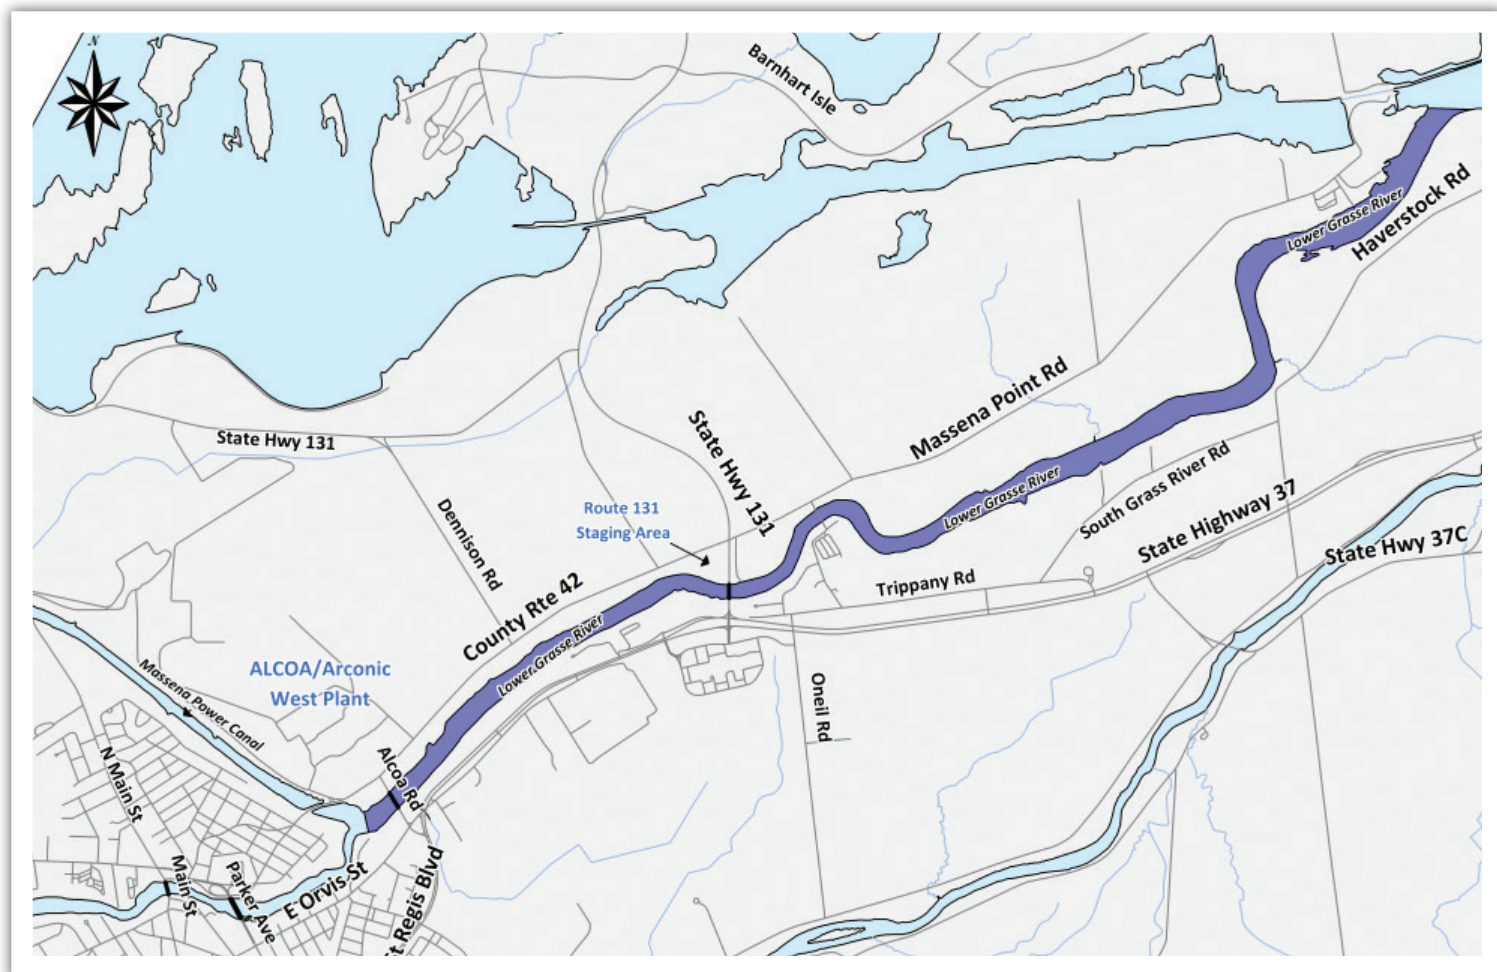 N
Barnhart Isle
Lower Grasse River
Haverstock Rd
Massena Point Rd
State Hwy 131
State Hwy 131
Route 131
Staging Area
Dennison Rd
Lower Grasse River
South Grass River Rd
State Highway 37
State Hwy 37C
Trippany Rd
County Rte 42
Lower Grasse River
Oneil Rd
ALCOA/Arconic
West Plant
Massena Power Canal
N Main St
Alcoa Rd
Main St
Parker Ave
E Orvis St
St Regis Blvd